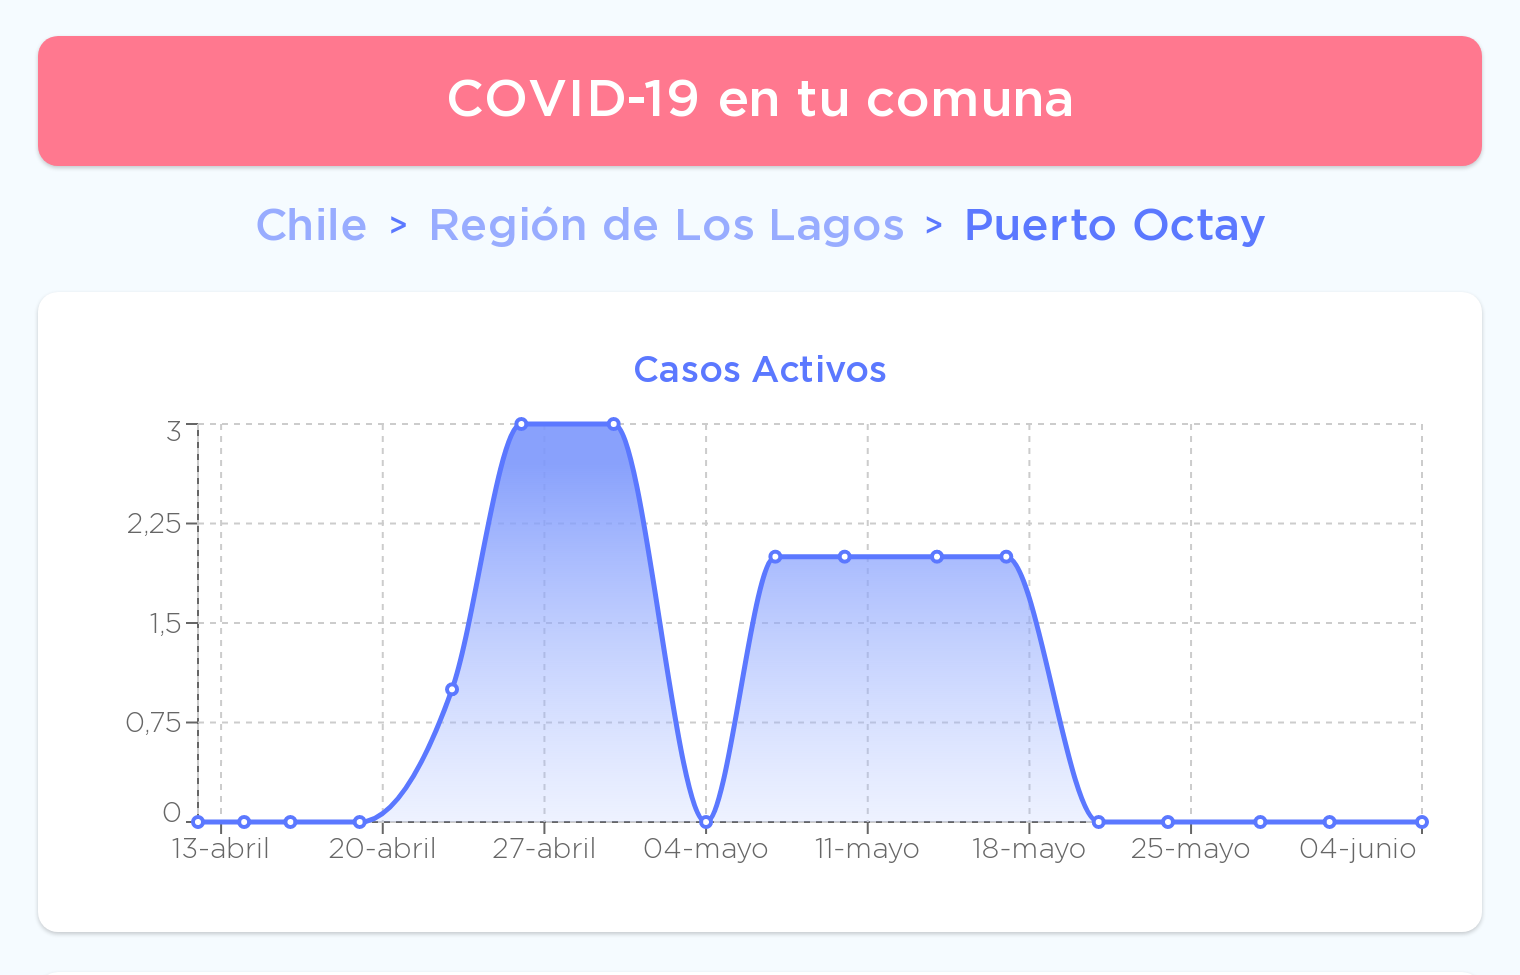 COVID-19 en tu comuna
Chile > Región de Los Lagos > Puerto Octay
Casos Activos
3
2,25
1,5
0,75
0
13-abril 20-abril 27-abril 04-mayo 11-mayo 18-mayo 25-mayo 04-junio